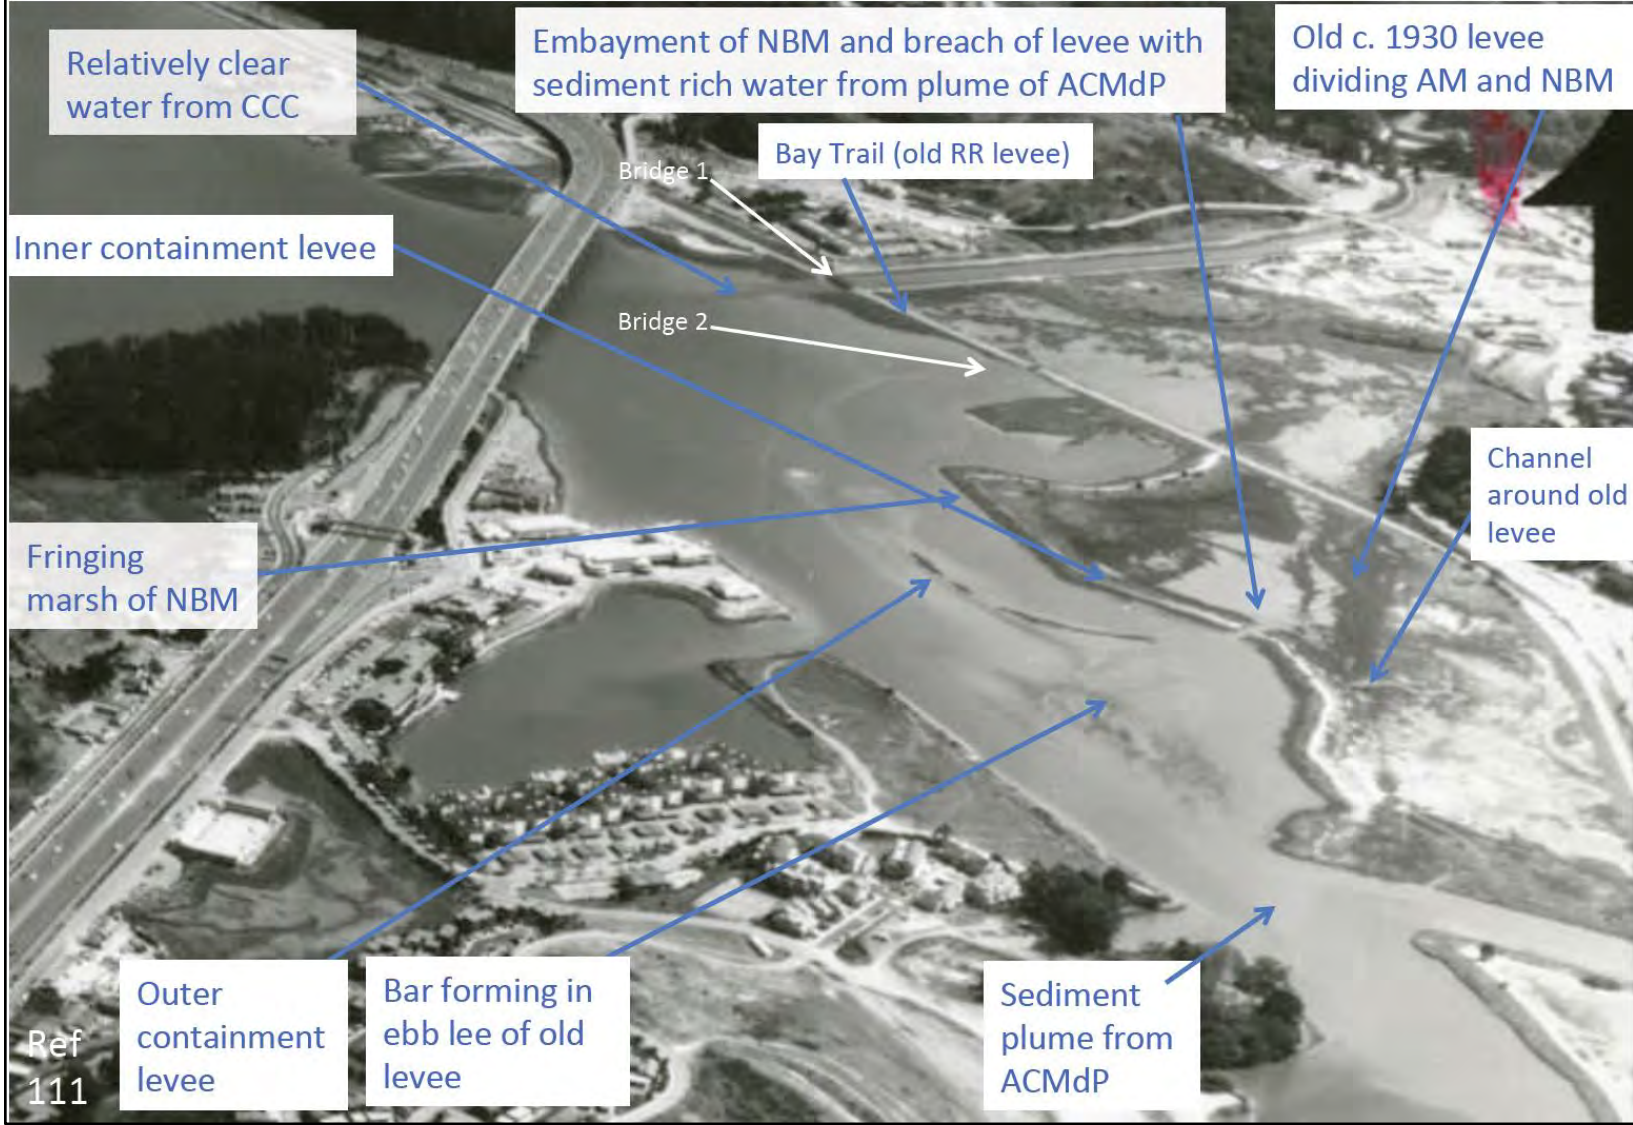 Relatively clear
water from CCC
Embayment of NBM and breach of levee with
sediment rich water from plume of ACMdP
Old c. 1930 levee
dividing AM and NBM
Bridge 1
Bay Trail (old RR levee)
Inner containment levee
Bridge 2
Channel
around old
levee
Fringing
marsh of NBM
Outer
containment
levee
Bar forming in
ebb lee of old
levee
Sediment
plume from
ACMdP
Ref
111